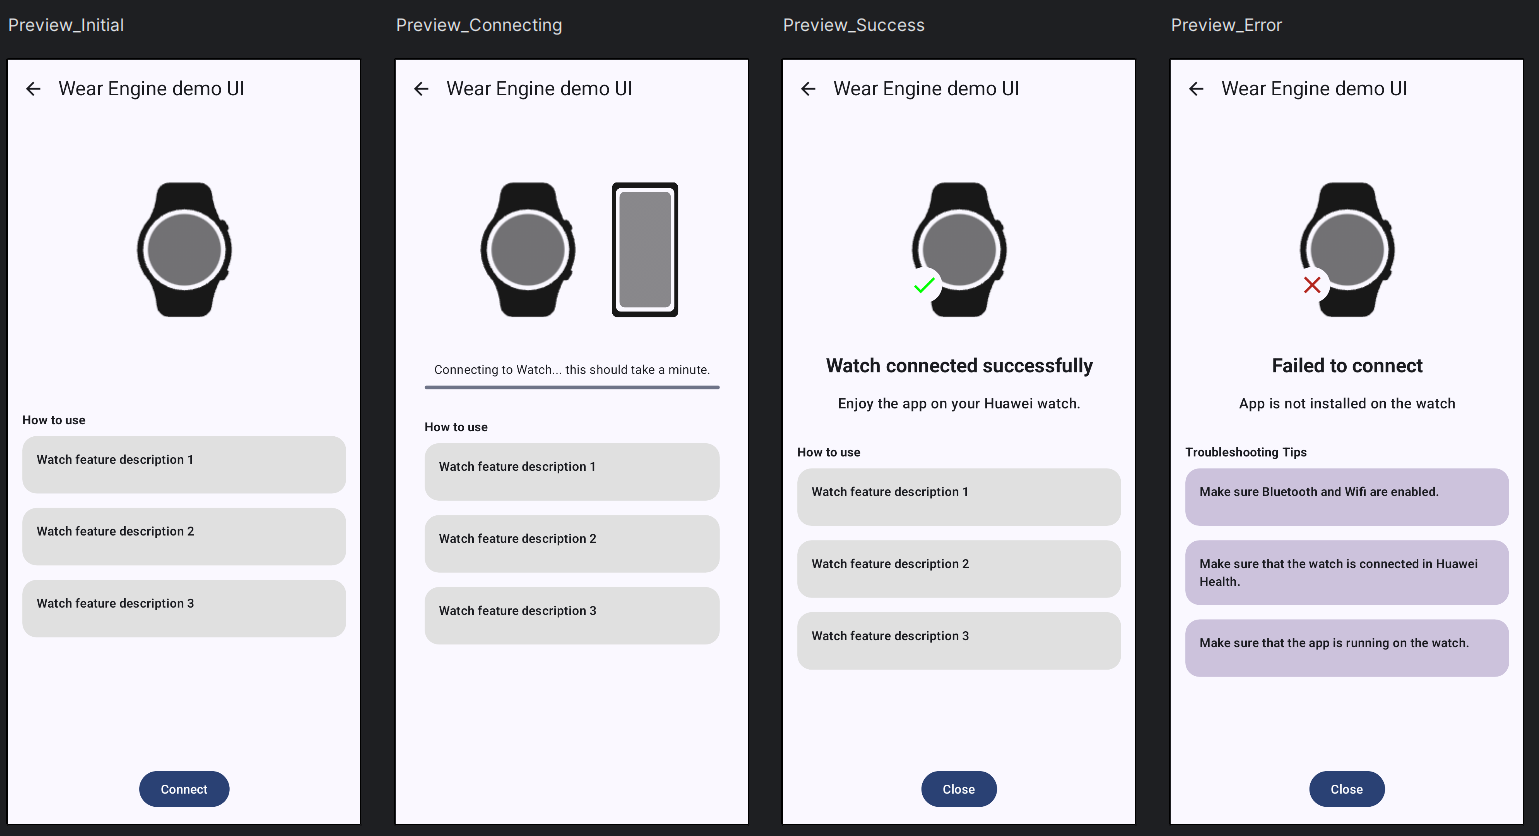 Preview_Initial
Wear Engine demo UI
How to use
Watch feature description 1
Watch feature description 2
Watch feature description 3
Connect
Preview_Connecting
Wear Engine demo UI
Connecting to Watch... this should take a minute.
How to use
Watch feature description 1
Watch feature description 2
Watch feature description 3
Preview_Success
Wear Engine demo UI
Watch connected successfully
Enjoy the app on your Huawei watch.
How to use
Watch feature description 1
Watch feature description 2
Watch feature description 3
Close
Preview_Error
Wear Engine demo UI
Failed to connect
App is not installed on the watch
Troubleshooting Tips
Make sure Bluetooth and Wifi are enabled.
Make sure that the watch is connected in Huawei
Health.
Make sure that the app is running on the watch.
Close